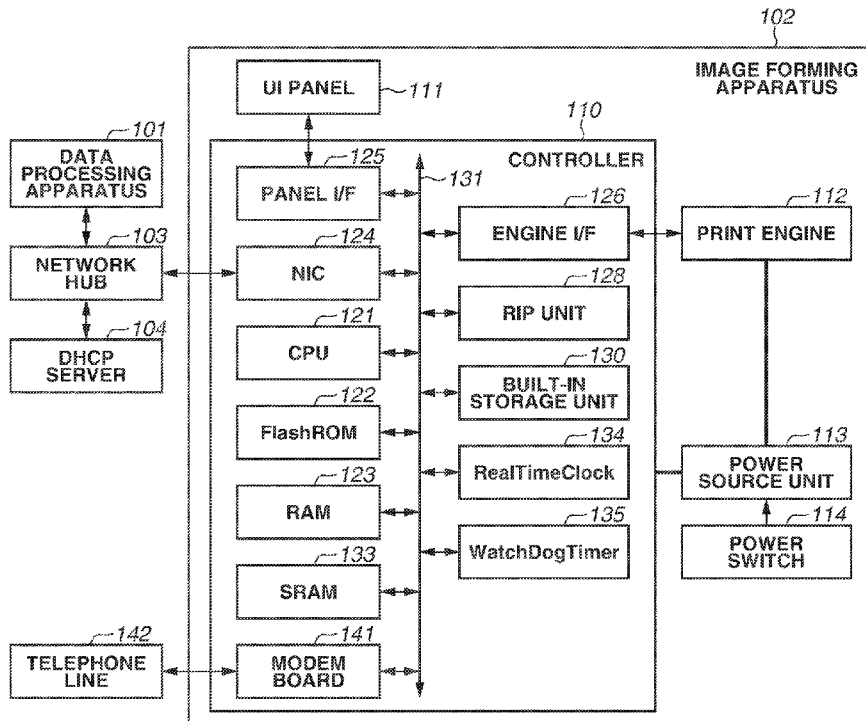 102
IMAGE FORMING
APPARATUS
UI PANEL
111
110
CONTROLLER
101
DATA
PROCESSING
APPARATUS
125
PANEL I/F
131
126
ENGINE I/F
112
PRINT ENGINE
103
NETWORK
HUB
124
NIC
128
RIP UNIT
104
DHCP
SERVER
121
CPU
130
BUILT-IN
STORAGE UNIT
122
FlashROM
134
RealTimeClock
113
POWER
SOURCE UNIT
123
RAM
135
WatchDogTimer
114
POWER
SWITCH
133
SRAM
142
TELEPHONE
LINE
141
MODEM
BOARD